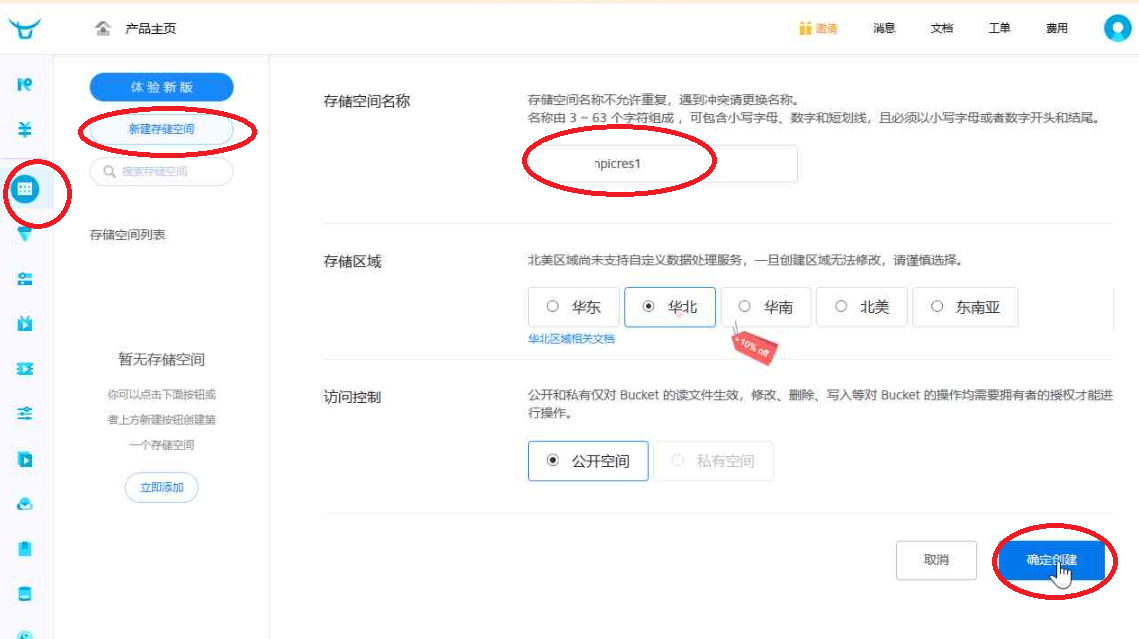 产品主页
邀请
消息
文档
工单
费用
体验新版
新建存储空间
搜索存储空间
存储空间列表
暂无存储空间
你可以点击下面按钮或
者上方新建按钮创建第
一个存储空间
立即添加
存储空间名称
存储空间名称不允许重复，遇到冲突请更换名称。
名称由 3 ~ 63 个字符组成 ，可包含小写字母、数字和短划线，且必须以小写字母或者数字开头和结尾。
npicres1
存储区域
北美区域尚未支持自定义数据处理服务，一旦创建区域无法修改，请谨慎选择。
华东
华北
华南
北美
东南亚
华北区域相关文档
+10% off
访问控制
公开和私有仅对 Bucket 的读文件生效，修改、删除、写入等对 Bucket 的操作均需要拥有者的授权才能进
行操作。
公开空间
私有空间
取消
确定创建